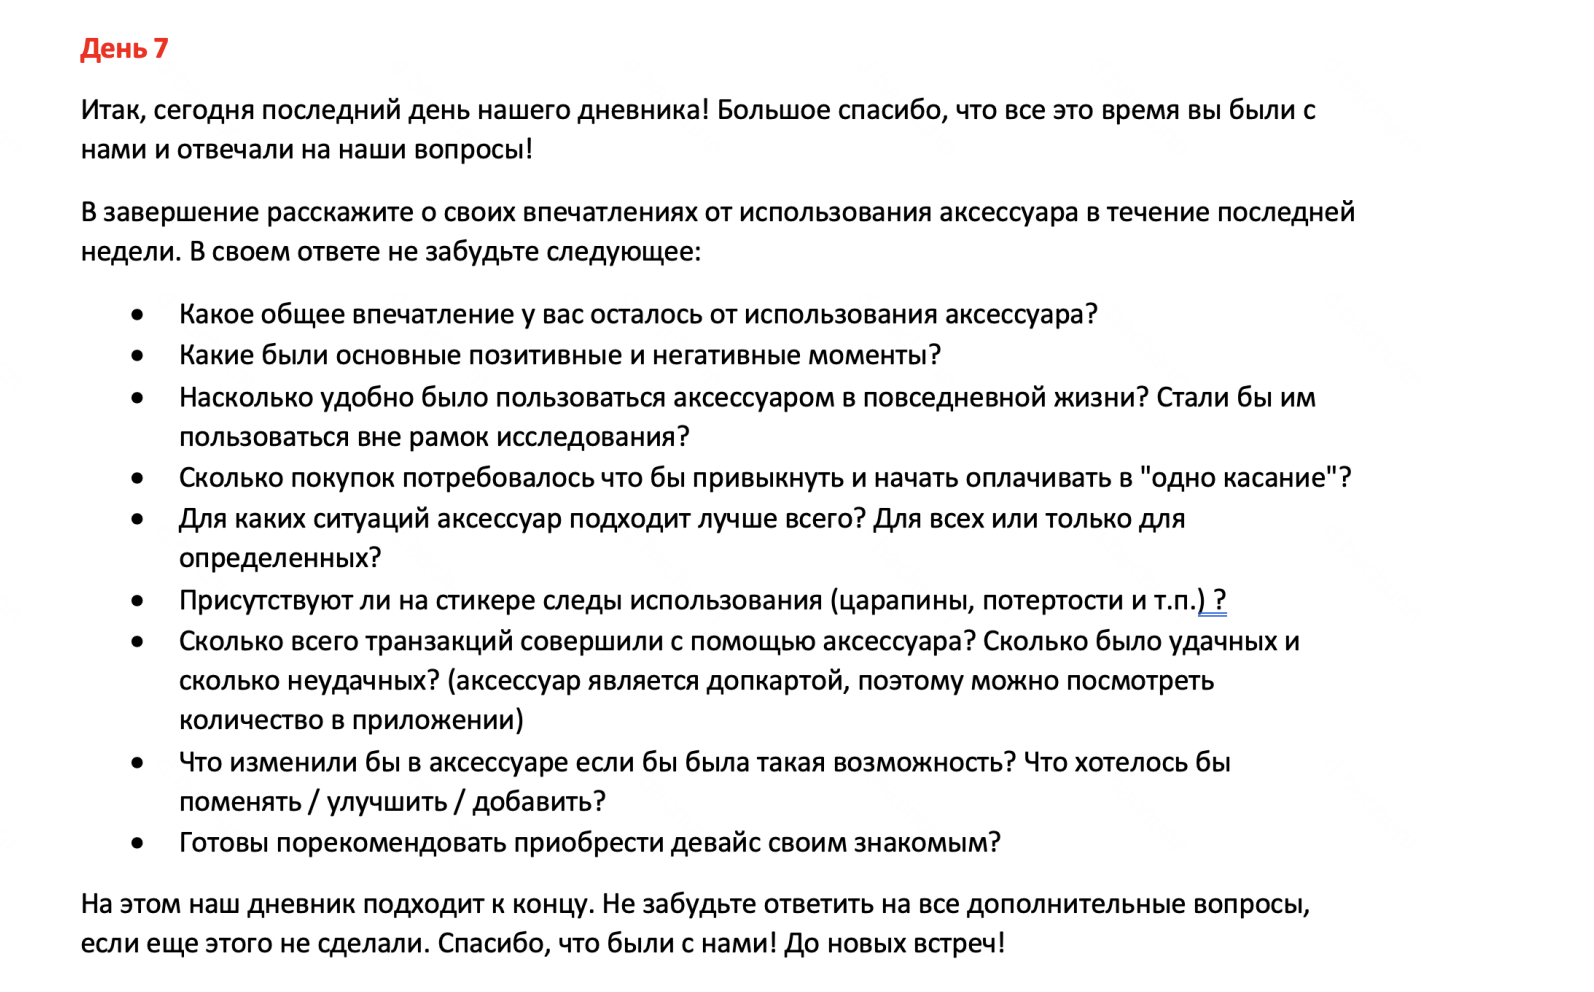 День 7
Итак, сегодня последний день нашего дневника! Большое спасибо, что все это время вы были с
нами и отвечали на наши вопросы!
В завершение расскажите о своих впечатлениях от использования аксессуара в течение последней
недели. В своем ответе не забудьте следующее:
• Какое общее впечатление у вас осталось от использования аксессуара?
• Какие были основные позитивные и негативные моменты?
• Насколько удобно было пользоваться аксессуаром в повседневной жизни? Стали бы им
пользоваться вне рамок исследования?
• Сколько покупок потребовалось что бы привыкнуть и начать оплачивать в "одно касание"?
• Для каких ситуаций аксессуар подходит лучше всего? Для всех или только для
определенных?
• Присутствуют ли на стикере следы использования (царапины, потертости и т.п.) ?
• Сколько всего транзакций совершили с помощью аксессуара? Сколько было удачных и
сколько неудачных? (аксессуар является допкартой, поэтому можно посмотреть
количество в приложении)
• Что изменили бы в аксессуаре если бы была такая возможность? Что хотелось бы
поменять / улучшить / добавить?
• Готовы порекомендовать приобрести девайс своим знакомым?
На этом наш дневник подходит к концу. Не забудьте ответить на все дополнительные вопросы,
если еще этого не сделали. Спасибо, что были с нами! До новых встреч!